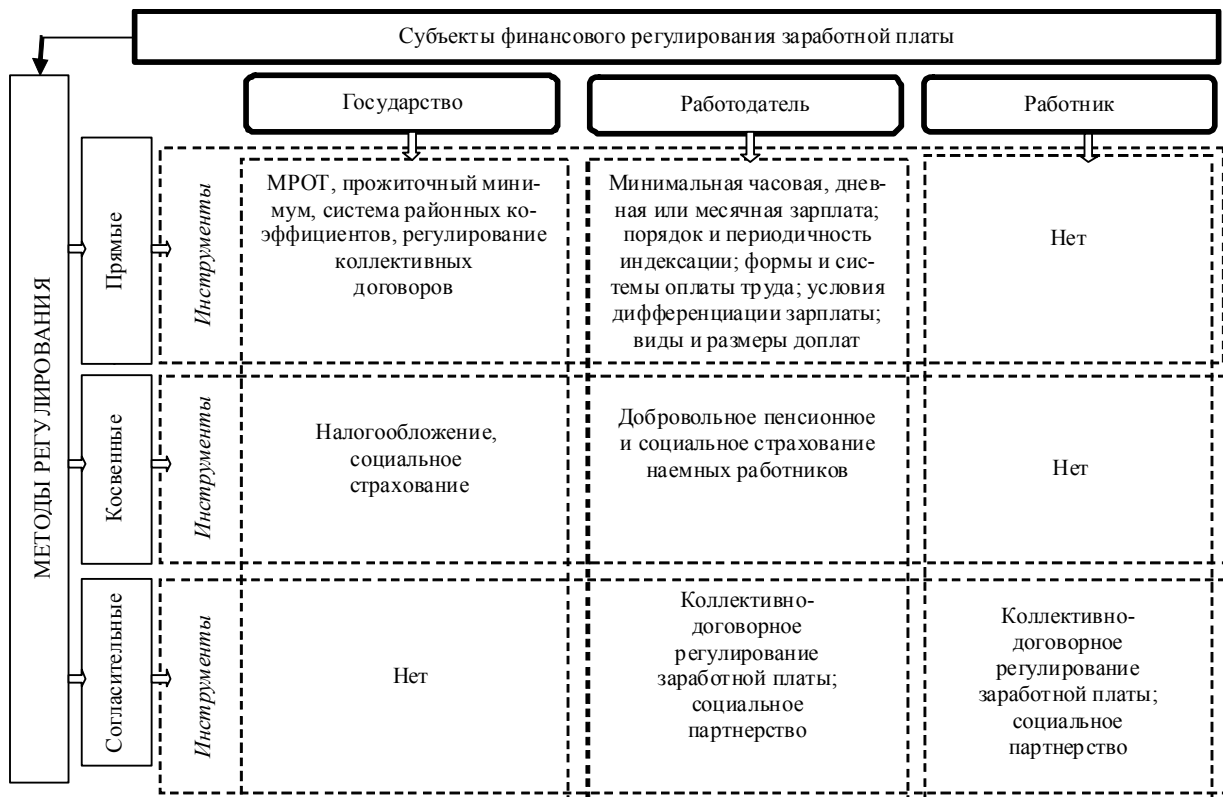 Субъекты финансового регулирования заработной платы
Государство
Работодатель
Работник
МЕТОДЫ РЕГУЛИРОВАНИЯ
Прямые
Инструменты
МРОТ, прожиточный мини-
мум, система районных ко-
эффициентов, регулирование
коллективных
договоров
Минимальная часовая, днев-
ная или месячная зарплата;
порядок и периодичность
индексации; формы и сис-
темы оплаты труда; условия
дифференциации зарплаты;
виды и размеры доплат
Нет
Косвенные
Инструменты
Налогообложение,
социальное
страхование
Добровольное пенсионное
и социальное страхование
наемных работников
Нет
Согласительные
Инструменты
Нет
Коллективно-
договорное
регулирование
заработной платы;
социальное
партнерство
Коллективно-
договорное
регулирование
заработной платы;
социальное
партнерство